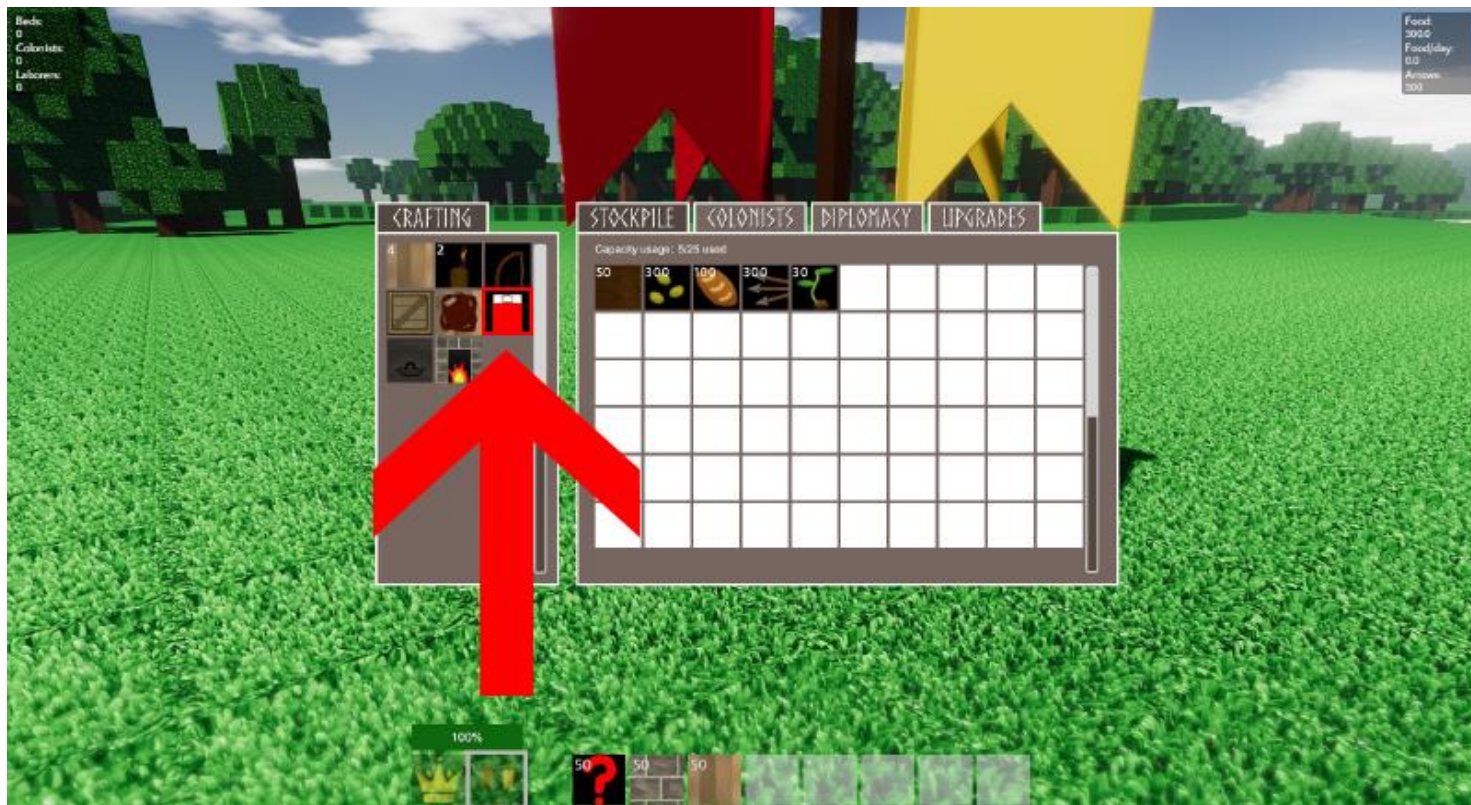 Beds:
0
Colonists:
0
Laborers:
0
Food:
300.0
Food/day:
0.0
Arrows:
300
CRAFTING
STOCKPILE COLONISTS DIPLOMACY UPGRADES
Capacity usage: 5/25 used
4 2
50 300 100 300 30
100%
50 ? 50 50